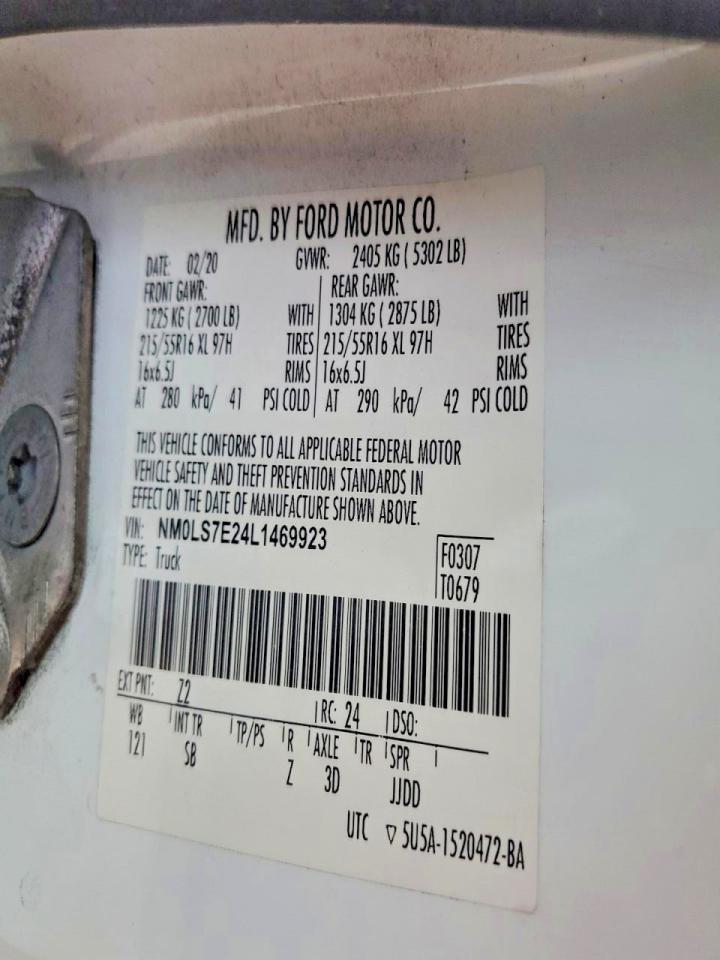 MFD. BY FORD MOTOR CO.
DATE: 02/20 GVWR: 2405 KG ( 5302 LB)
FRONT GAWR: REAR GAWR:
1225 KG ( 2700 LB) WITH 1304 KG ( 2875 LB) WITH
215/55R16 XL 97H TIRES 215/55R16 XL 97H TIRES
16x6.5J RIMS 16x6.5J RIMS
AT 280 kPa/ 41 PSI COLD AT 290 kPa/ 42 PSI COLD
THIS VEHICLE CONFORMS TO ALL APPLICABLE FEDERAL MOTOR
VEHICLE SAFETY AND THEFT PREVENTION STANDARDS IN
EFFECT ON THE DATE OF MANUFACTURE SHOWN ABOVE.
VIN: NM0LS7E24L1469923
TYPE: Truck
F0307
T0679
EXT PNT: Z2 RC: 24 DSO:
WB INT TR TP/PS R AXLE TR SPR
121 SB Z 3D JJDD
UTC ▽ 5U5A-1520472-BA